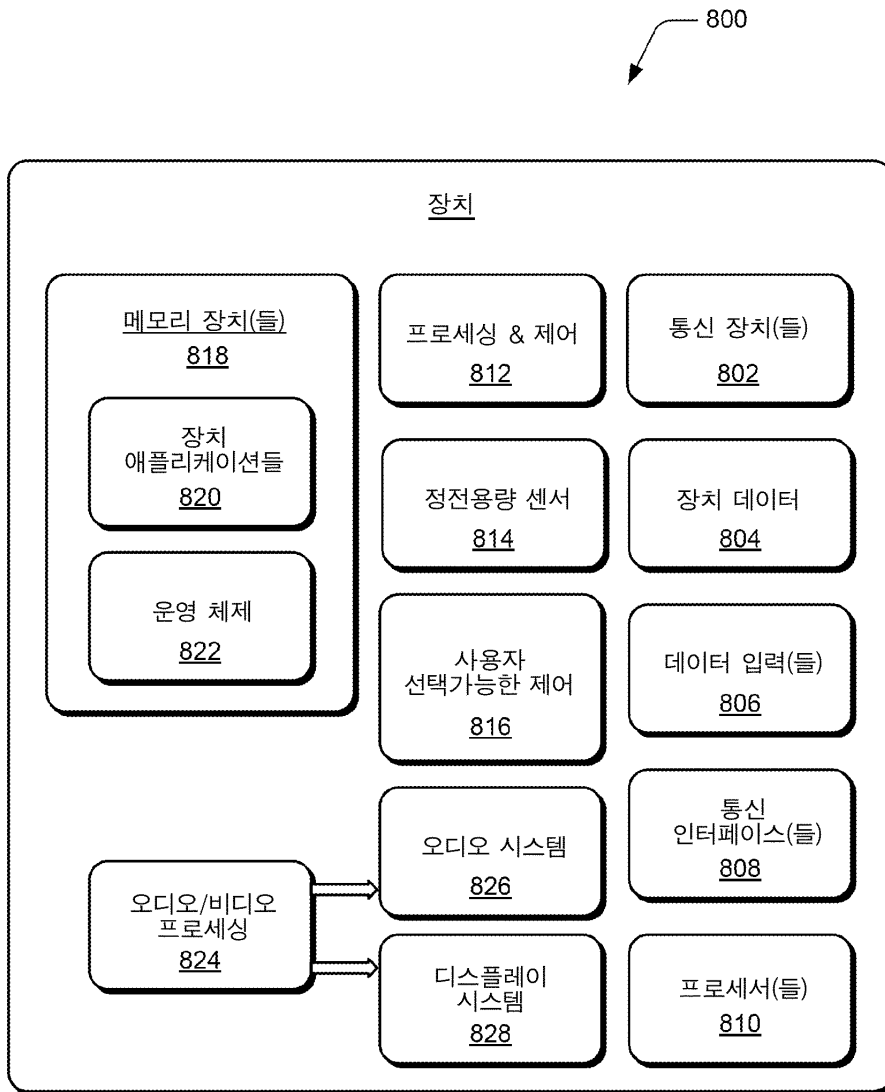 800
장치
메모리 장치(들)
818
장치
애플리케이션들
820
운영 체제
822
프로세싱 & 제어
812
통신 장치(들)
802
정전용량 센서
814
장치 데이터
804
사용자
선택가능한 제어
816
데이터 입력(들)
806
통신
인터페이스(들)
808
오디오/비디오
프로세싱
824
오디오 시스템
826
디스플레이
시스템
828
프로세서(들)
810